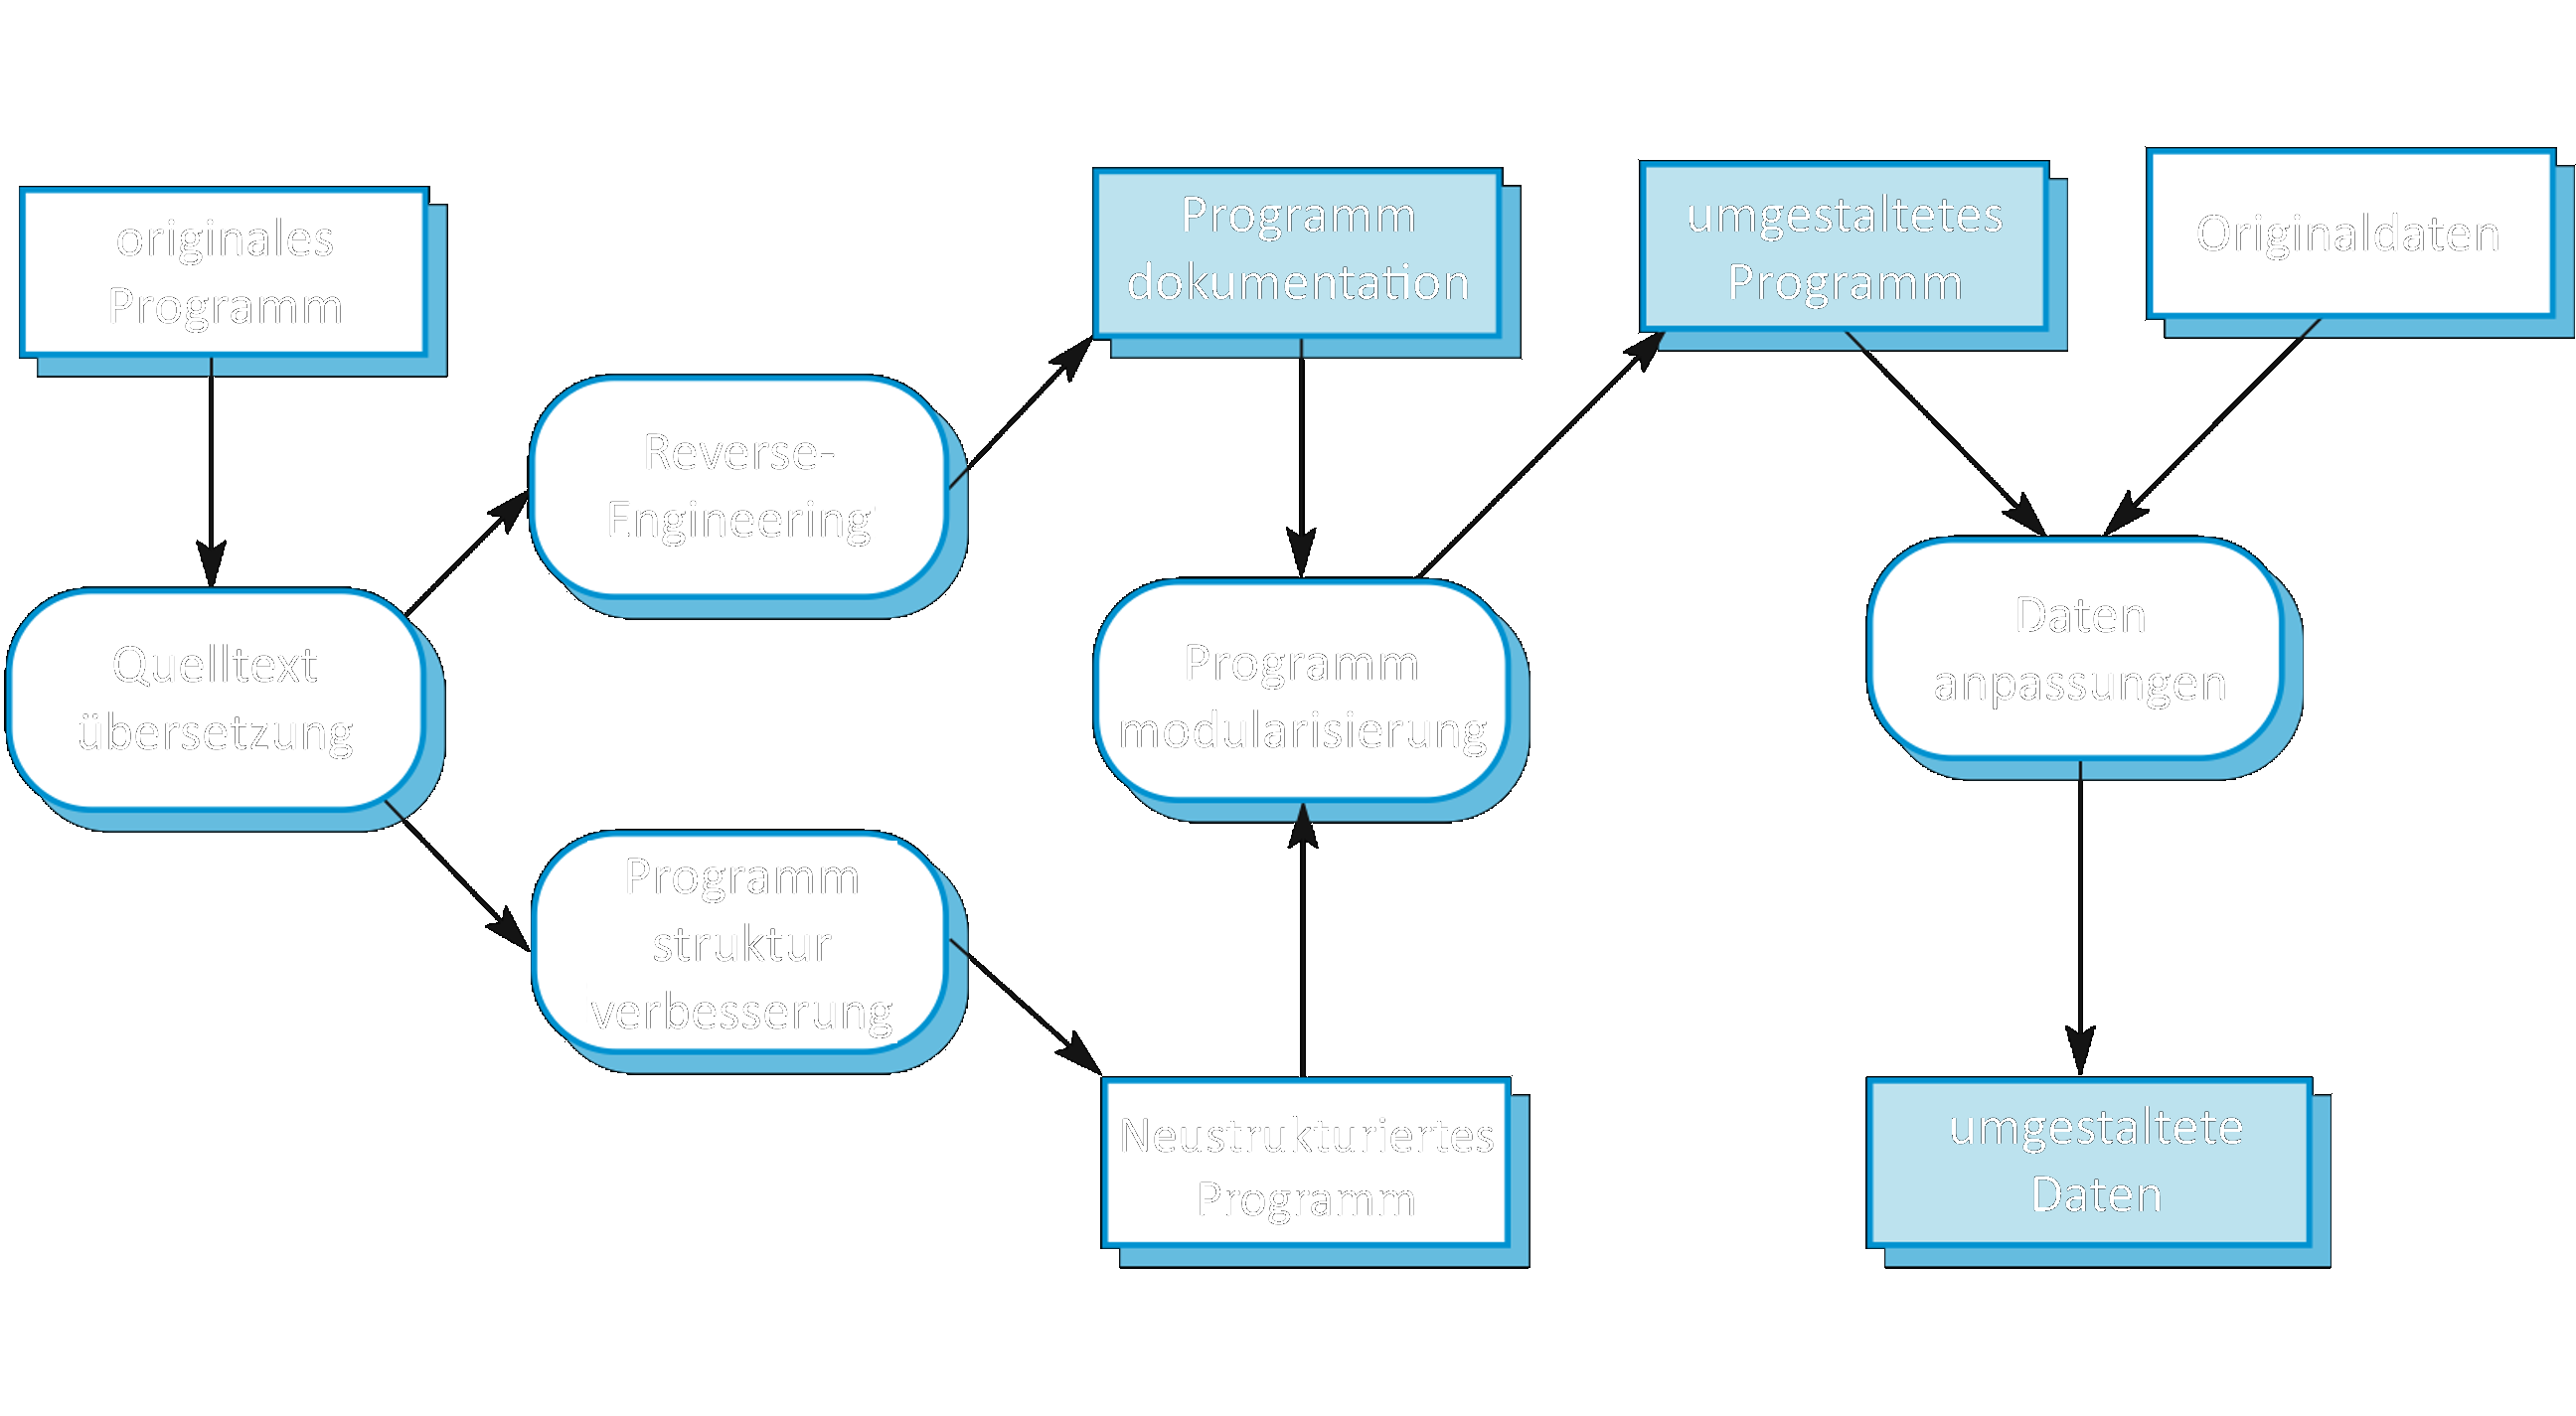 originales
Programm
Programm
dokumentation
umgestaltetes
Programm
Originaldaten
Reverse-
Engineering
Quelltext
übersetzung
Programm
modularisierung
Daten
anpassungen
Programm
struktur
verbesserung
Neustrukturiertes
Programm
umgestaltete
Daten